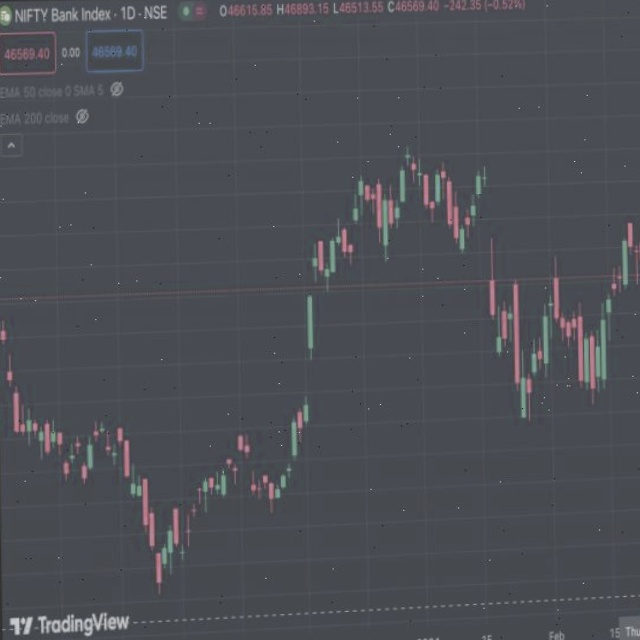 NIFTY Bank Index · 1D · NSE O46615.85 H46893.15 L46513.55 C46569.40 -242.35 (-0.52%)
46569.40 0.00 46569.40
EMA 50 close 0 SMA 5
EMA 200 close
TradingView
15 Feb 15